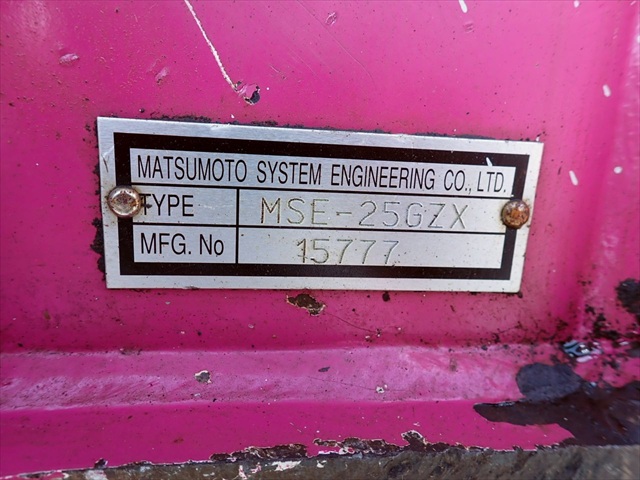 MATSUMOTO SYSTEM ENGINEERING CO., LTD.
TYPE MSE-25GZX
MFG. No 15777